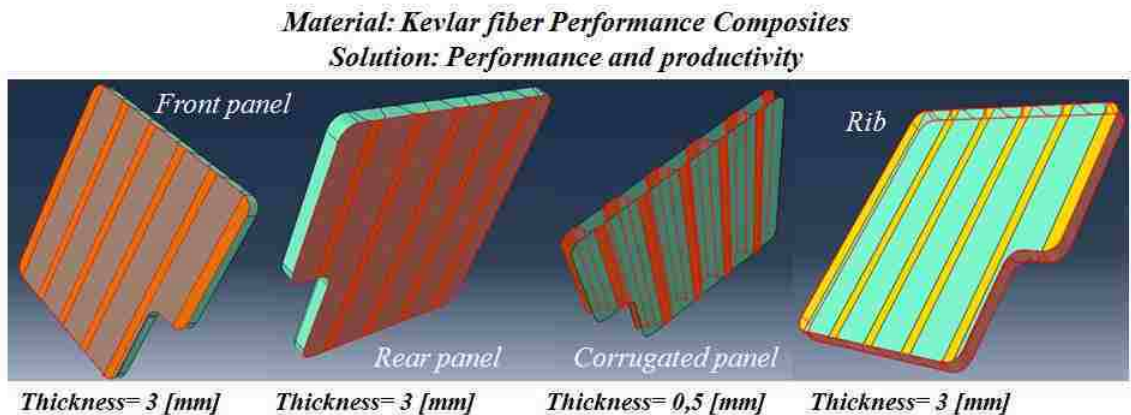 Material: Kevlar fiber Performance Composites
Solution: Performance and productivity
Front panel
Rear panel
Corrugated panel
Rib
Thickness= 3 [mm]
Thickness= 3 [mm]
Thickness= 0,5 [mm]
Thickness= 3 [mm]